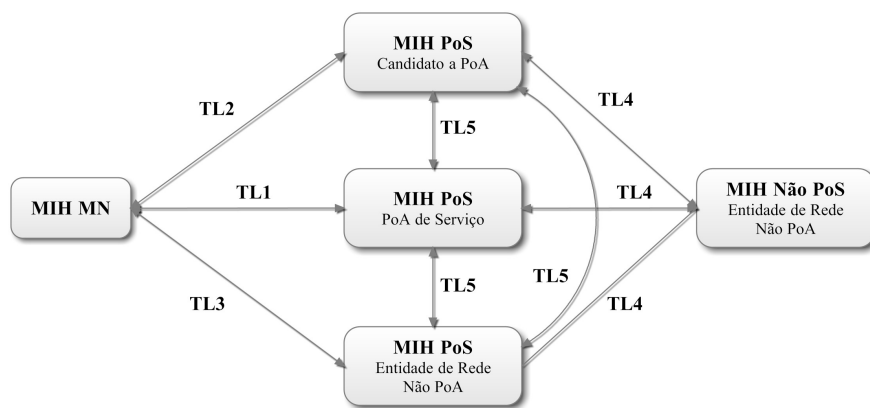 MIH PoS
Candidato a PoA
TL2
TL4
TL5
MIH MN
TL1
MIH PoS
PoA de Serviço
TL4
MIH Não PoS
Entidade de Rede
Não PoA
TL3
TL5
TL5
TL4
MIH PoS
Entidade de Rede
Não PoA